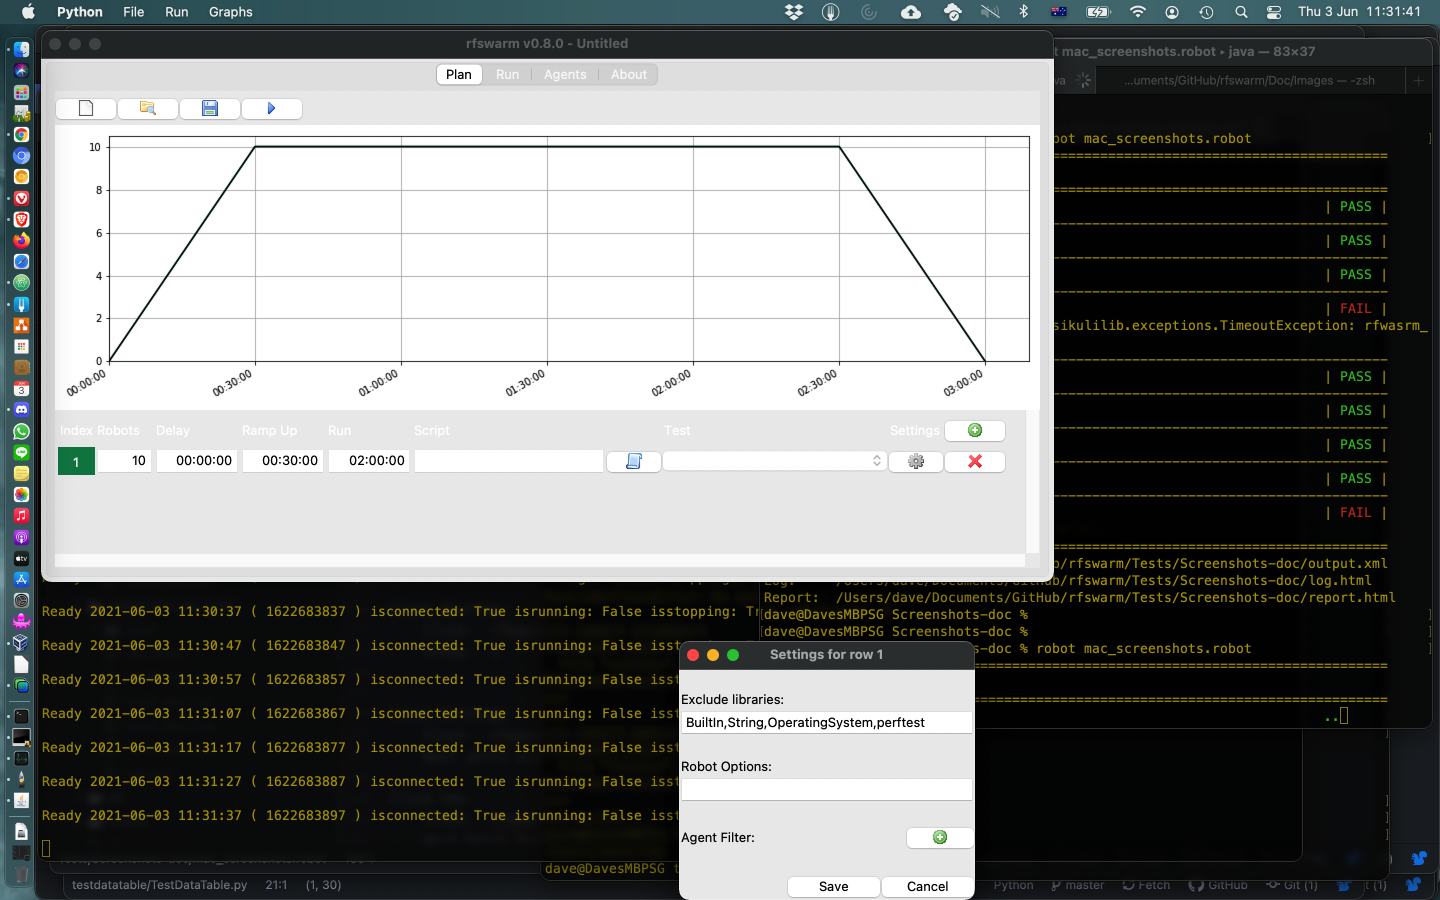 Python File Run Graphs
Thu 3 Jun 11:31:41
rfswarm v0.8.0 - Untitled
Plan Run Agents About
10
8
6
4
2
0
00:00:00 00:30:00 01:00:00 01:30:00 02:00:00 02:30:00 03:00:00
Index Robots Delay Ramp Up Run Script Test Settings
1 10 00:00:00 00:30:00 02:00:00
t mac_screenshots.robot ▸ java — 83×37
va ...uments/GitHub/rfswarm/Doc/Images — -zsh
bot mac_screenshots.robot
| PASS |
| PASS |
| PASS |
| FAIL |
sikulilib.exceptions.TimeoutException: rfwasrm_
| PASS |
| PASS |
| PASS |
| PASS |
| FAIL |
b/rfswarm/Tests/Screenshots-doc/output.xml
Log: /Users/dave/Documents/GitHub/rfswarm/Tests/Screenshots-doc/log.html
Report: /Users/dave/Documents/GitHub/rfswarm/Tests/Screenshots-doc/report.html
[dave@DavesMBPSG Screenshots-doc %
[dave@DavesMBPSG Screenshots-doc %
s-doc % robot mac_screenshots.robot
..
Ready 2021-06-03 11:30:37 ( 1622683837 ) isconnected: True isrunning: False isstopping: Tr
Ready 2021-06-03 11:30:47 ( 1622683847 ) isconnected: True isrunning: False isst
Ready 2021-06-03 11:30:57 ( 1622683857 ) isconnected: True isrunning: False isst
Ready 2021-06-03 11:31:07 ( 1622683867 ) isconnected: True isrunning: False isst
Ready 2021-06-03 11:31:17 ( 1622683877 ) isconnected: True isrunning: False isst
Ready 2021-06-03 11:31:27 ( 1622683887 ) isconnected: True isrunning: False isst
Ready 2021-06-03 11:31:37 ( 1622683897 ) isconnected: True isrunning: False isst
Settings for row 1
Exclude libraries:
BuiltIn,String,OperatingSystem,perftest
Robot Options:
Agent Filter:
Save Cancel
dave@DavesMBPSG t
testdatatable/TestDataTable.py 21:1 (1, 30)
Python master Fetch GitHub Git (1) t (1)